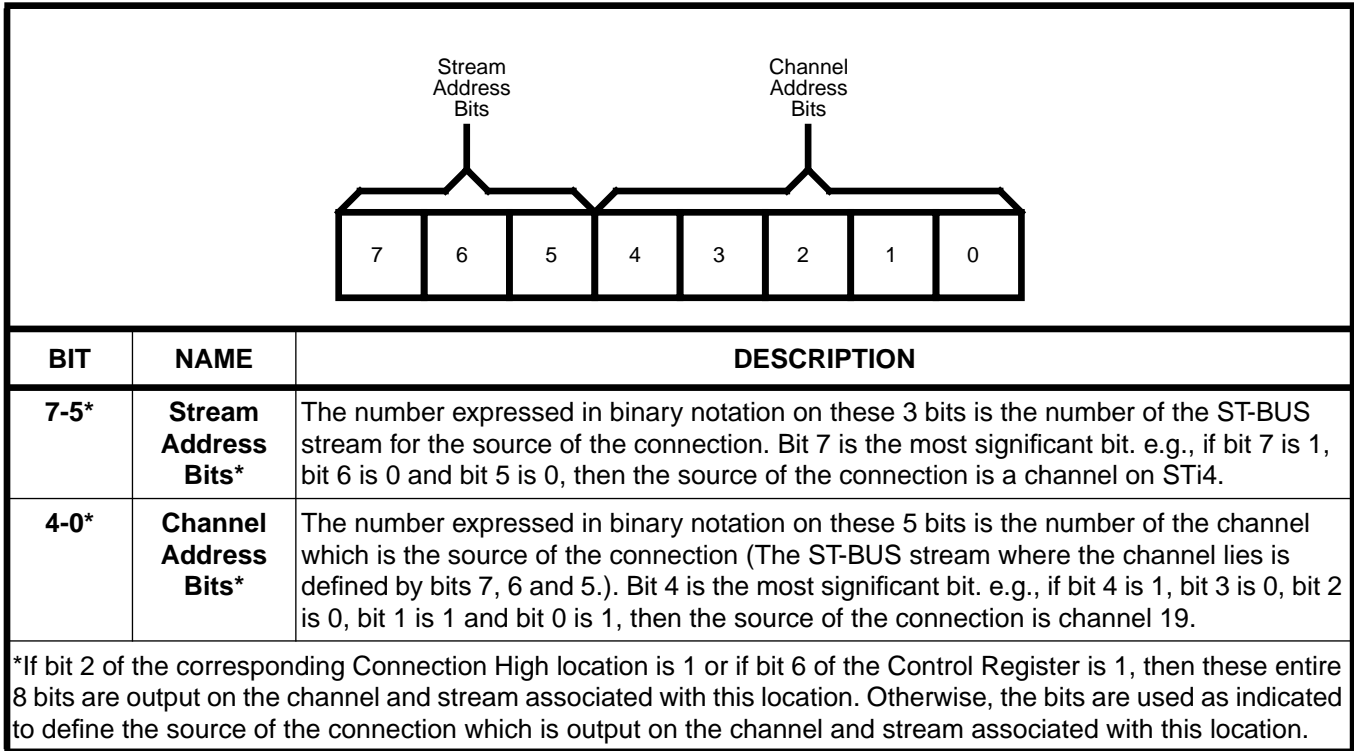 Stream
Address
Bits
Channel
Address
Bits
7 6 5 4 3 2 1 0
BIT NAME DESCRIPTION
7-5* Stream Address Bits* The number expressed in binary notation on these 3 bits is the number of the ST-BUS
stream for the source of the connection. Bit 7 is the most significant bit. e.g., if bit 7 is 1,
bit 6 is 0 and bit 5 is 0, then the source of the connection is a channel on STi4.
4-0* Channel Address Bits* The number expressed in binary notation on these 5 bits is the number of the channel
which is the source of the connection (The ST-BUS stream where the channel lies is
defined by bits 7, 6 and 5.). Bit 4 is the most significant bit. e.g., if bit 4 is 1, bit 3 is 0, bit 2
is 0, bit 1 is 1 and bit 0 is 1, then the source of the connection is channel 19.
*If bit 2 of the corresponding Connection High location is 1 or if bit 6 of the Control Register is 1, then these entire
8 bits are output on the channel and stream associated with this location. Otherwise, the bits are used as indicated
to define the source of the connection which is output on the channel and stream associated with this location.